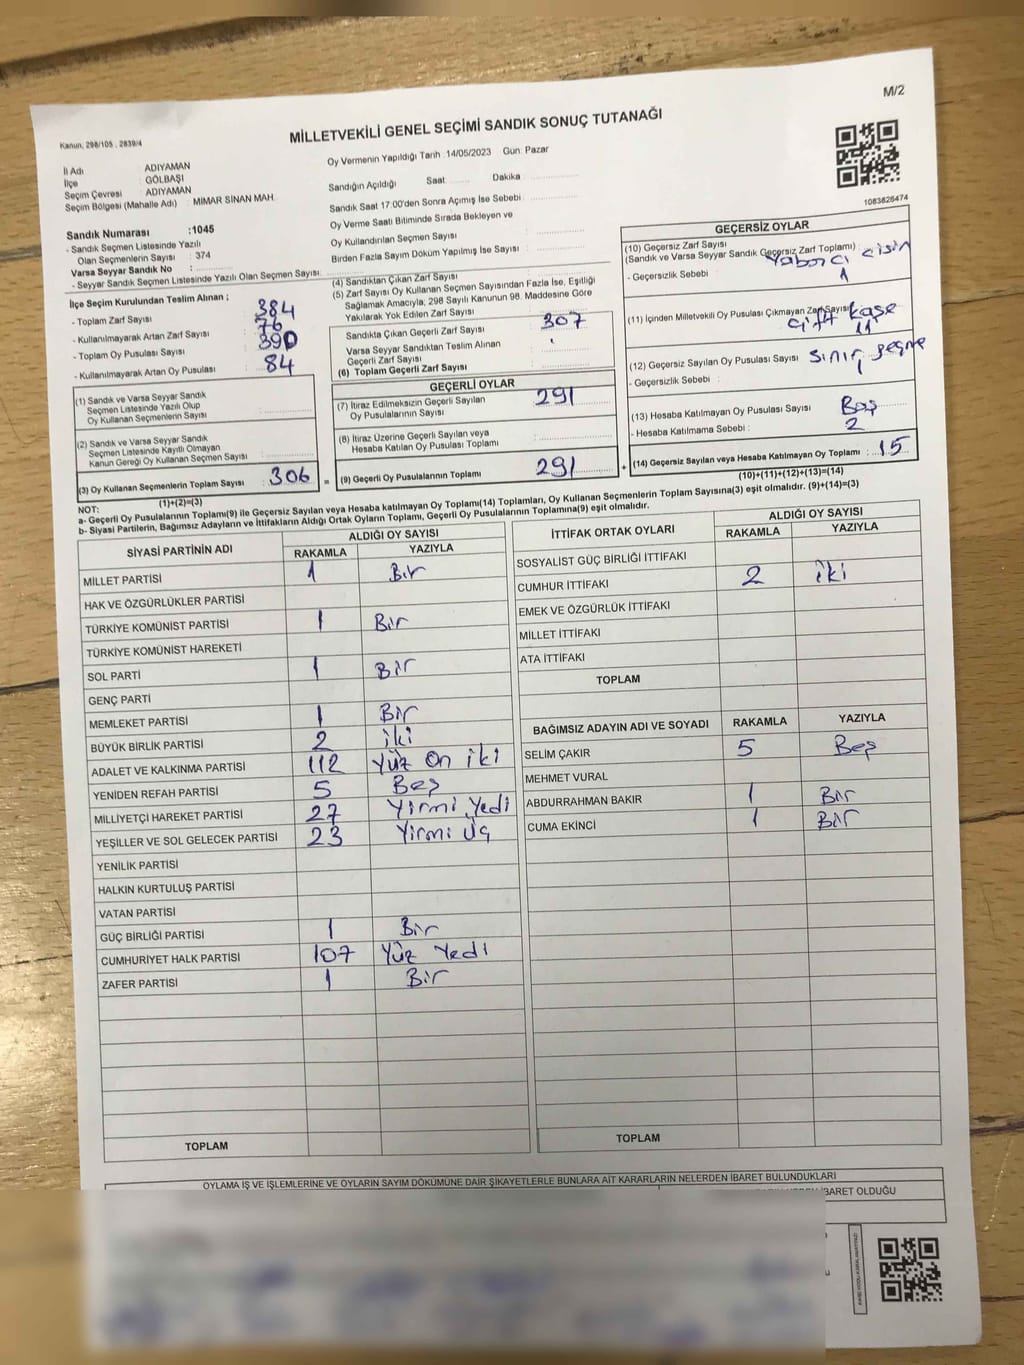 M/2
Kanun, 298/105 , 2839/4
MİLLETVEKİLİ GENEL SEÇİMİ SANDIK SONUÇ TUTANAĞI
İl Adı : ADIYAMAN
İlçe : GÖLBAŞI
Seçim Çevresi : ADIYAMAN
Seçim Bölgesi (Mahalle Adı) : MIMAR SİNAN MAH.
Sandık Numarası :1045
- Sandık Seçmen Listesinde Yazılı
Olan Seçmenlerin Sayısı : 374
Varsa Seyyar Sandık No :
- Seyyar Sandık Seçmen Listesinde Yazılı Olan Seçmen Sayısı:
Oy Vermenin Yapıldığı Tarih :14/05/2023 Gün: Pazar
Sandığın Açıldığı Saat Dakika
Sandık Saat 17:00'den Sonra Açımış İse Sebebi :
Oy Verme Saati Bitiminde Sırada Bekleyen ve
Oy Kullandırılan Seçmen Sayısı :
Birden Fazla Sayım Döküm Yapılmış İse Sayısı :
1083826474
İlçe Seçim Kurulundan Teslim Alınan ;
- Toplam Zarf Sayısı : 384
- Kullanılmayarak Artan Zarf Sayısı : 76
- Toplam Oy Pusulası Sayısı : 390
- Kullanılmayarak Artan Oy Pusulası : 84
(1) Sandık ve Varsa Seyyar Sandık
Seçmen Listesinde Yazılı Olup
Oy Kullanan Seçmenlerin Sayısı :
(2) Sandık ve Varsa Seyyar Sandık
Seçmen Listesinde Kayıtlı Olmayan
Kanun Gereği Oy Kullanan Seçmen Sayısı :
(3) Oy Kullanan Seçmenlerin Toplam Sayısı : 306
(1)+(2)=(3)
(4) Sandıktan Çıkan Zarf Sayısı :
(5) Zarf Sayısı Oy Kullanan Seçmen Sayısından Fazla İse, Eşitliği
Sağlamak Amacıyla; 298 Sayılı Kanunun 98. Maddesine Göre
Yakılarak Yok Edilen Zarf Sayısı :
Sandıkta Çıkan Geçerli Zarf Sayısı : 307
Varsa Seyyar Sandıktan Teslim Alınan
Geçerli Zarf Sayısı :
(6) Toplam Geçerli Zarf Sayısı :
=
GEÇERLİ OYLAR
(7) İtiraz Edilmeksizin Geçerli Sayılan
Oy Pusulalarının Sayısı : 291
(8) İtiraz Üzerine Geçerli Sayılan veya
Hesaba Katılan Oy Pusulası Toplamı :
(9) Geçerli Oy Pusulalarının Toplamı : 291
+
GEÇERSİZ OYLAR
(10) Geçersiz Zarf Sayısı
(Sandık ve Varsa Seyyar Sandık Geçersiz Zarf Toplamı) :
- Geçersizlik Sebebi : Yabancı cisim
1
(11) İçinden Milletvekili Oy Pusulası Çıkmayan Zarf Sayısı :
Çift kaşe
11
(12) Geçersiz Sayılan Oy Pusulası Sayısı : Sınır geçme
- Geçersizlik Sebebi : 1
(13) Hesaba Katılmayan Oy Pusulası Sayısı : Boş
- Hesaba Katılmama Sebebi : 2
(14) Geçersiz Sayılan veya Hesaba Katılmayan Oy Toplamı : 15
(10)+(11)+(12)+(13)=(14)
NOT:
a- Geçerli Oy Pusulalarının Toplamı(9) ile Geçersiz Sayılan veya Hesaba katılmayan Oy Toplam(14) Toplamları, Oy Kullanan Seçmenlerin Toplam Sayısına(3) eşit olmalıdır. (9)+(14)=(3)
b- Siyasi Partilerin, Bağımsız Adayların ve İttifakların Aldığı Ortak Oyların Toplamı, Geçerli Oy Pusulalarının Toplamına(9) eşit olmalıdır.
SİYASİ PARTİNİN ADI ALDIĞI OY SAYISI
RAKAMLA YAZIYLA
MİLLET PARTİSİ 1 Bir
HAK VE ÖZGÜRLÜKLER PARTİSİ
TÜRKİYE KOMÜNİST PARTİSİ 1 Bir
TÜRKİYE KOMÜNİST HAREKETİ
SOL PARTİ 1 Bir
GENÇ PARTİ
MEMLEKET PARTİSİ 1 Bir
BÜYÜK BİRLİK PARTİSİ 2 iki
ADALET VE KALKINMA PARTİSİ 112 Yüz On iki
YENİDEN REFAH PARTİSİ 5 Beş
MİLLİYETÇİ HAREKET PARTİSİ 27 Yirmi Yedi
YEŞİLLER VE SOL GELECEK PARTİSİ 23 Yirmi Üç
YENİLİK PARTİSİ
HALKIN KURTULUŞ PARTİSİ
VATAN PARTİSİ
GÜÇ BİRLİĞİ PARTİSİ 1 Bir
CUMHURİYET HALK PARTİSİ 107 Yüz Yedi
ZAFER PARTİSİ 1 Bir
TOPLAM
İTTİFAK ORTAK OYLARI ALDIĞI OY SAYISI
RAKAMLA YAZIYLA
SOSYALİST GÜÇ BİRLİĞİ İTTİFAKI
CUMHUR İTTİFAKI 2 iki
EMEK VE ÖZGÜRLÜK İTTİFAKI
MİLLET İTTİFAKI
ATA İTTİFAKI
TOPLAM
BAĞIMSIZ ADAYIN ADI VE SOYADI RAKAMLA YAZIYLA
SELİM ÇAKIR 5 Beş
MEHMET VURAL
ABDURRAHMAN BAKIR 1 Bir
CUMA EKİNCİ 1 Bir
TOPLAM
OYLAMA İŞ VE İŞLEMLERİNE VE OYLARIN SAYIM DÖKÜMÜNE DAİR ŞİKAYETLERLE BUNLARA AİT KARARLARIN NELERDEN İBARET BULUNDUKLARI
İBARET OLDUĞU